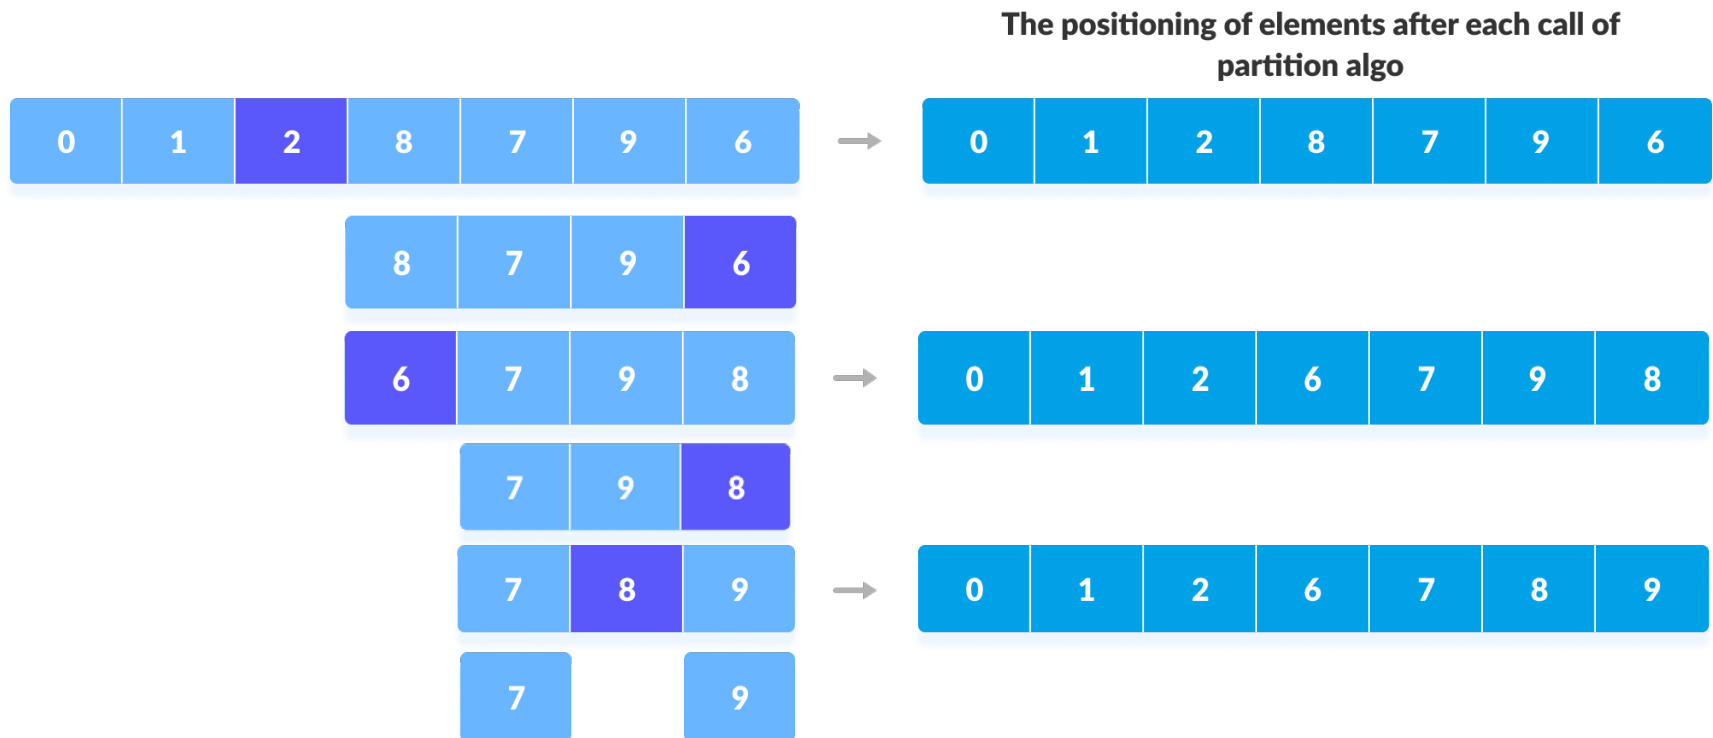 The positioning of elements after each call of
partition algo
0 1 2 8 7 9 6 0 1 2 8 7 9 6
8 7 9 6
6 7 9 8 0 1 2 6 7 9 8
7 9 8
7 8 9 0 1 2 6 7 8 9
7 9